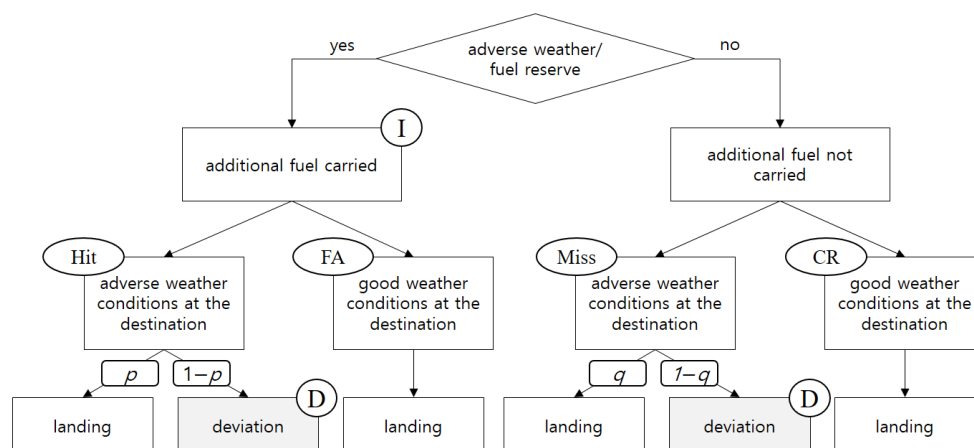 yes
adverse weather/
fuel reserve
no
I
additional fuel carried
additional fuel not
carried
Hit
adverse weather
conditions at the
destination
FA
good weather
conditions at the
destination
Miss
adverse weather
conditions at the
destination
CR
good weather
conditions at the
destination
p
1−p
q
1−q
landing
D
deviation
landing
landing
D
deviation
landing